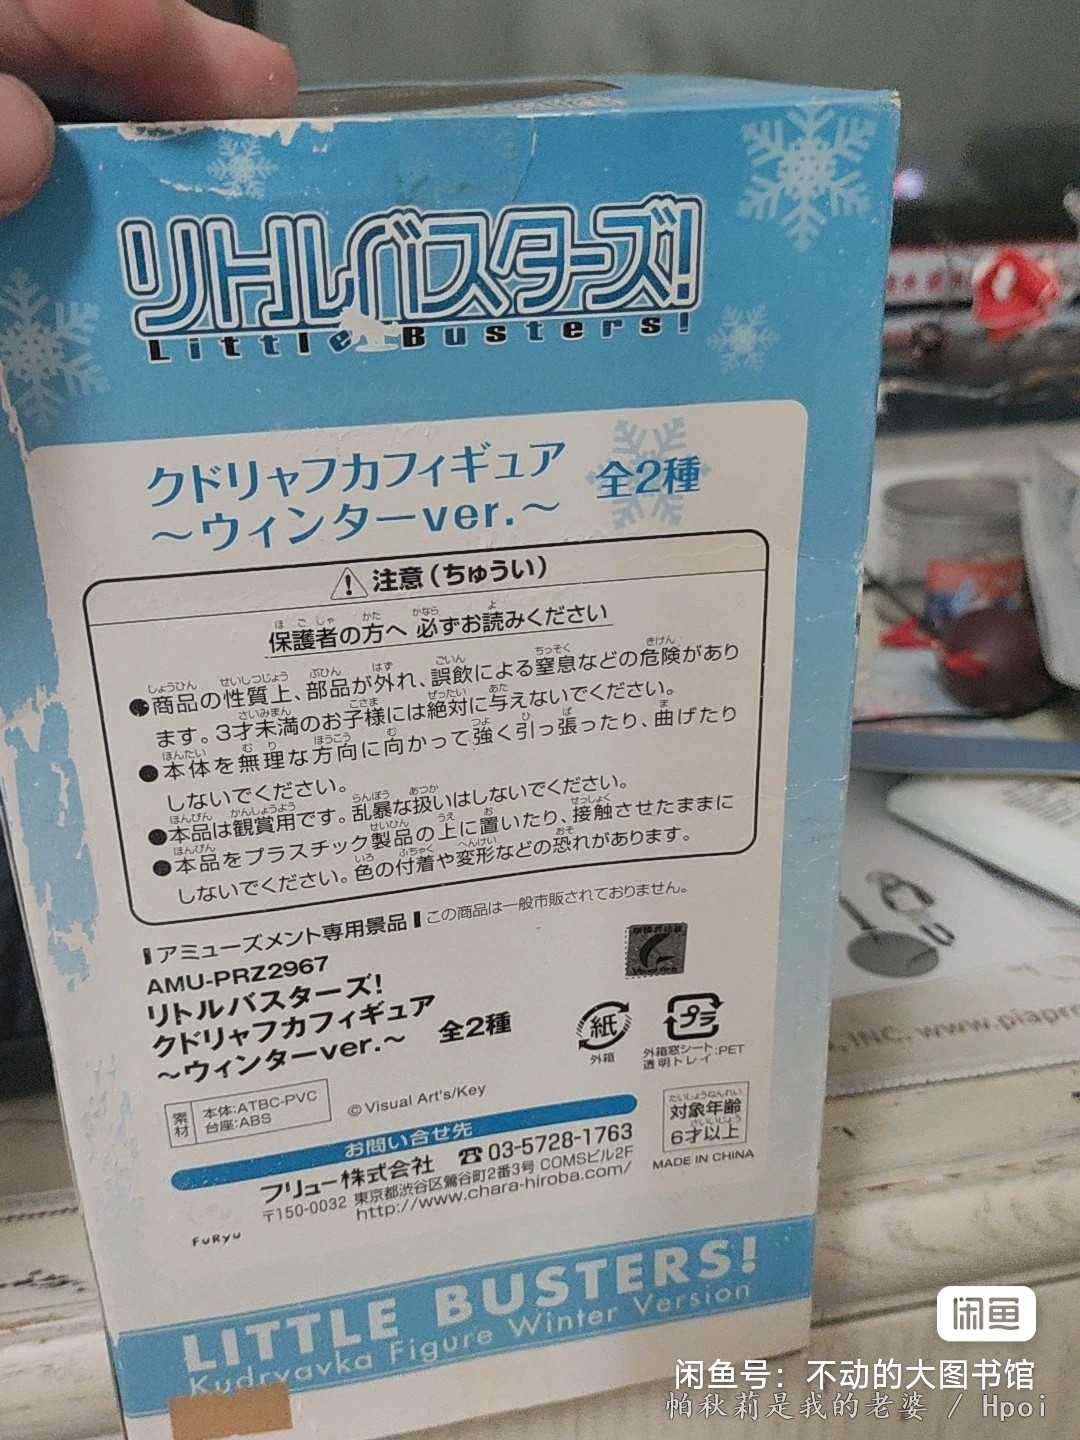 リトルバスターズ!
Little Busters!
クドリャフカフィギュア
～ウィンターver.～
全2種
注意(ちゅうい)
保護者の方へ 必ずお読みください
●商品の性質上、部品が外れ、誤飲による窒息などの危険があり
ます。3才未満のお子様には絶対に与えないでください。
●本体を無理な方向に向かって強く引っ張ったり、曲げたり
しないでください。
●本品は観賞用です。乱暴な扱いはしないでください。
●本品をプラスチック製品の上に置いたり、接触させたままに
しないでください。色の付着や変形などの恐れがあります。
アミューズメント専用景品 この商品は一般市販されておりません。
AMU-PRZ2967
リトルバスターズ!
クドリャフカフィギュア
～ウィンターver.～ 全2種
Visual Arts
紙
外箱
プラ
外箱窓シート:PET
透明トレイ
素材
本体:ATBC-PVC
台座:ABS
©Visual Art's/Key
お問い合せ先
フリュー株式会社 ☎03-5728-1763
〒150-0032 東京都渋谷区鶯谷町2番3号 COMSビル2F
http://www.chara-hiroba.com/
対象年齢
6才以上
MADE IN CHINA
FuRyu
LITTLE BUSTERS!
Kudryavka Figure Winter Version
INC. www.piapro
闲鱼
闲鱼号：不动的大图书馆
帕秋莉是我的老婆 / Hpoi